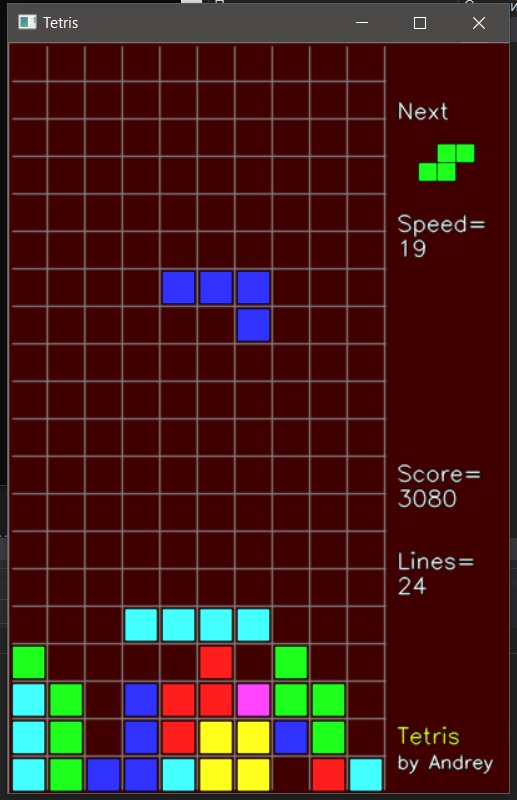 Tetris
Next
Speed=
19
Score=
3080
Lines=
24
Tetris
by Andrey